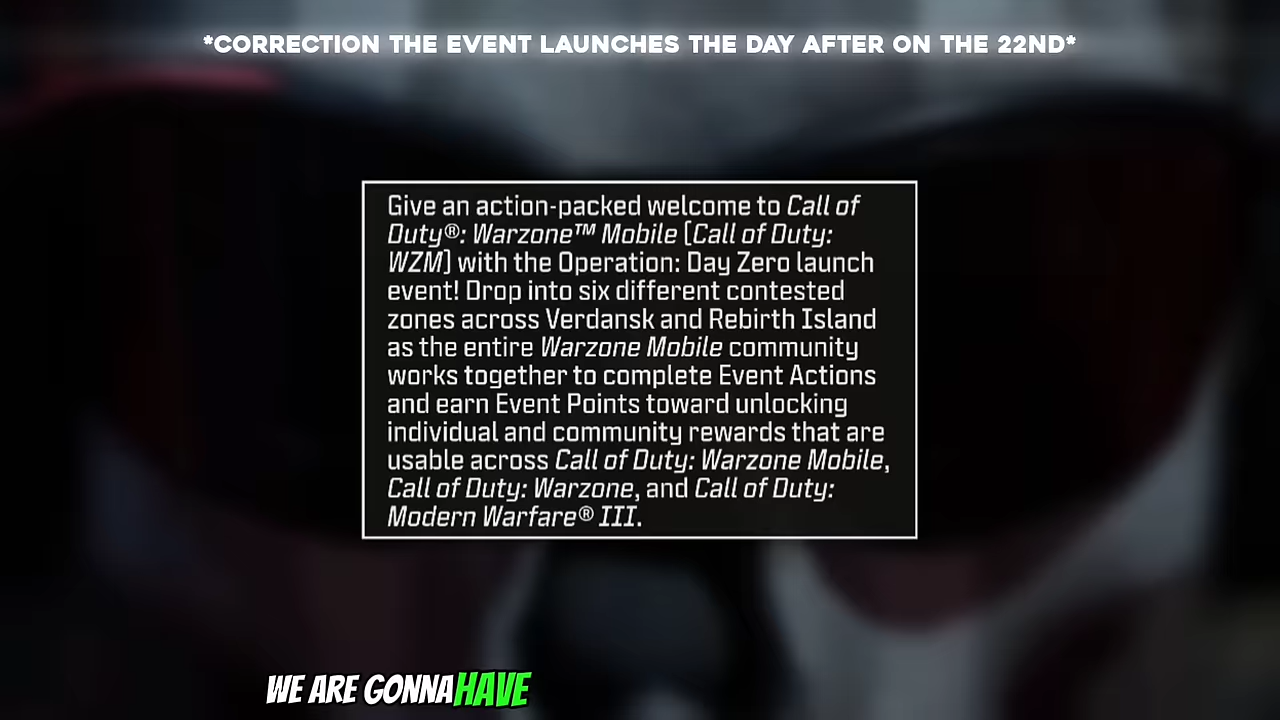 *CORRECTION THE EVENT LAUNCHES THE DAY AFTER ON THE 22ND*
Give an action-packed welcome to Call of
Duty®: Warzone™ Mobile [Call of Duty:
WZM] with the Operation: Day Zero launch
event! Drop into six different contested
zones across Verdansk and Rebirth Island
as the entire Warzone Mobile community
works together to complete Event Actions
and earn Event Points toward unlocking
individual and community rewards that are
usable across Call of Duty: Warzone Mobile,
Call of Duty: Warzone, and Call of Duty:
Modern Warfare® III.
WE ARE GONNA HAVE